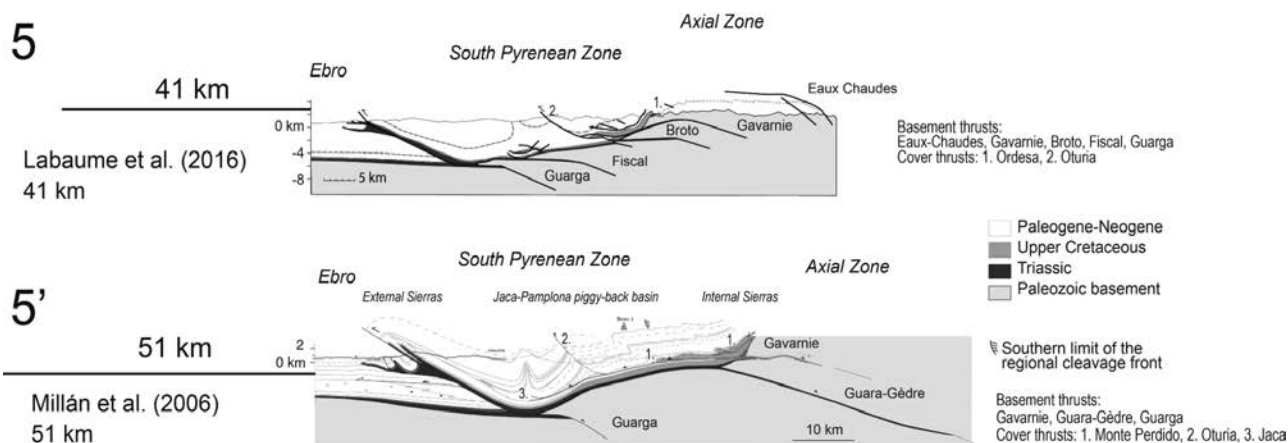 5
Axial Zone
South Pyrenean Zone
Ebro
41 km
Eaux Chaudes
1.
2.
0 km
-4
-8
5 km
Gavarnie
Broto
Fiscal
Guarga
Labaume et al. (2016)
41 km
Basement thrusts:
Eaux-Chaudes, Gavarnie, Broto, Fiscal, Guarga
Cover thrusts: 1. Ordesa, 2. Oturia
Paleogene-Neogene
Upper Cretaceous
Triassic
Paleozoic basement
5'
South Pyrenean Zone
Axial Zone
Ebro
External Sierras
Jaca-Pamplona piggy-back basin
Internal Sierras
51 km
2
0 km
2.
1.
1.
3.
Gavarnie
Guara-Gèdre
Guarga
10 km
Millán et al. (2006)
51 km
Southern limit of the
regional cleavage front
Basement thrusts:
Gavarnie, Guara-Gèdre, Guarga
Cover thrusts: 1. Monte Perdido, 2. Oturia, 3. Jaca